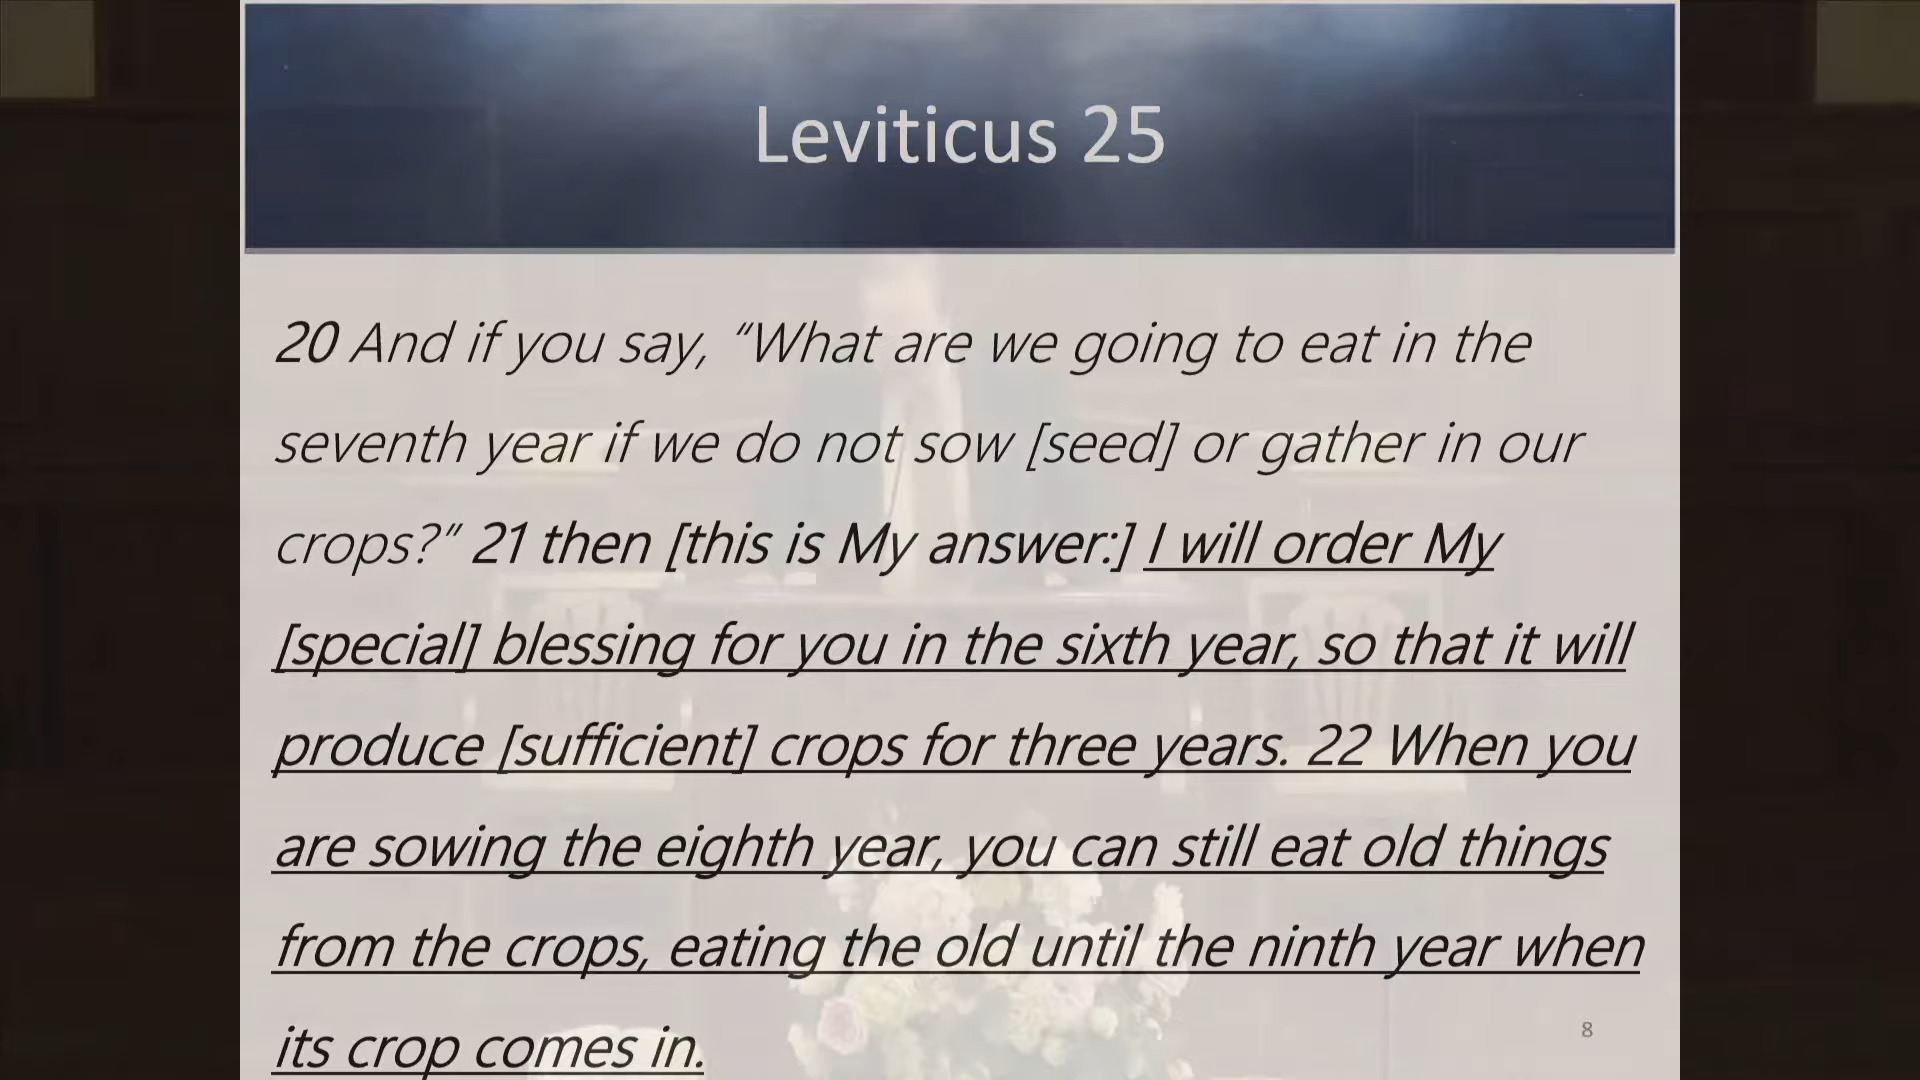 Leviticus 25
20 And if you say, “What are we going to eat in the
seventh year if we do not sow [seed] or gather in our
crops?” 21 then [this is My answer:] I will order My
[special] blessing for you in the sixth year, so that it will
produce [sufficient] crops for three years. 22 When you
are sowing the eighth year, you can still eat old things
from the crops, eating the old until the ninth year when
its crop comes in.
8